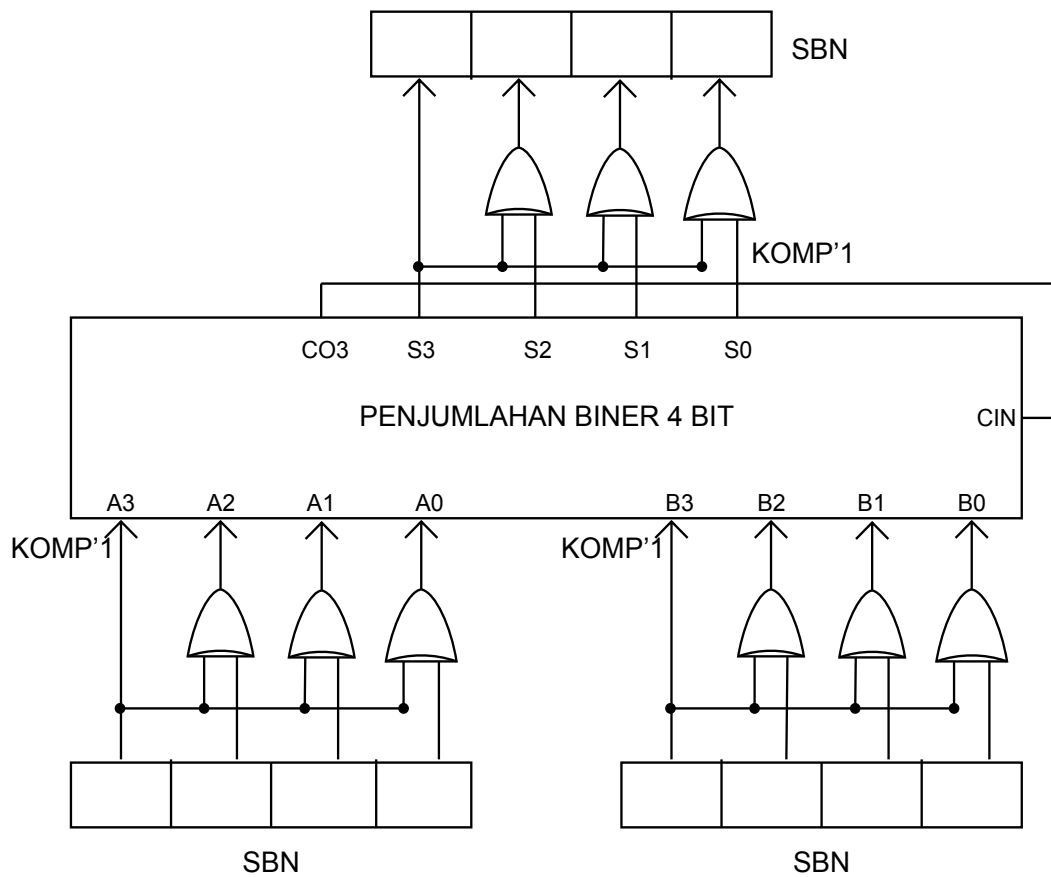 SBN
KOMP’1
CO3 S3 S2 S1 S0
PENJUMLAHAN BINER 4 BIT
CIN
A3 A2 A1 A0 B3 B2 B1 B0
KOMP’1 KOMP’1
SBN SBN